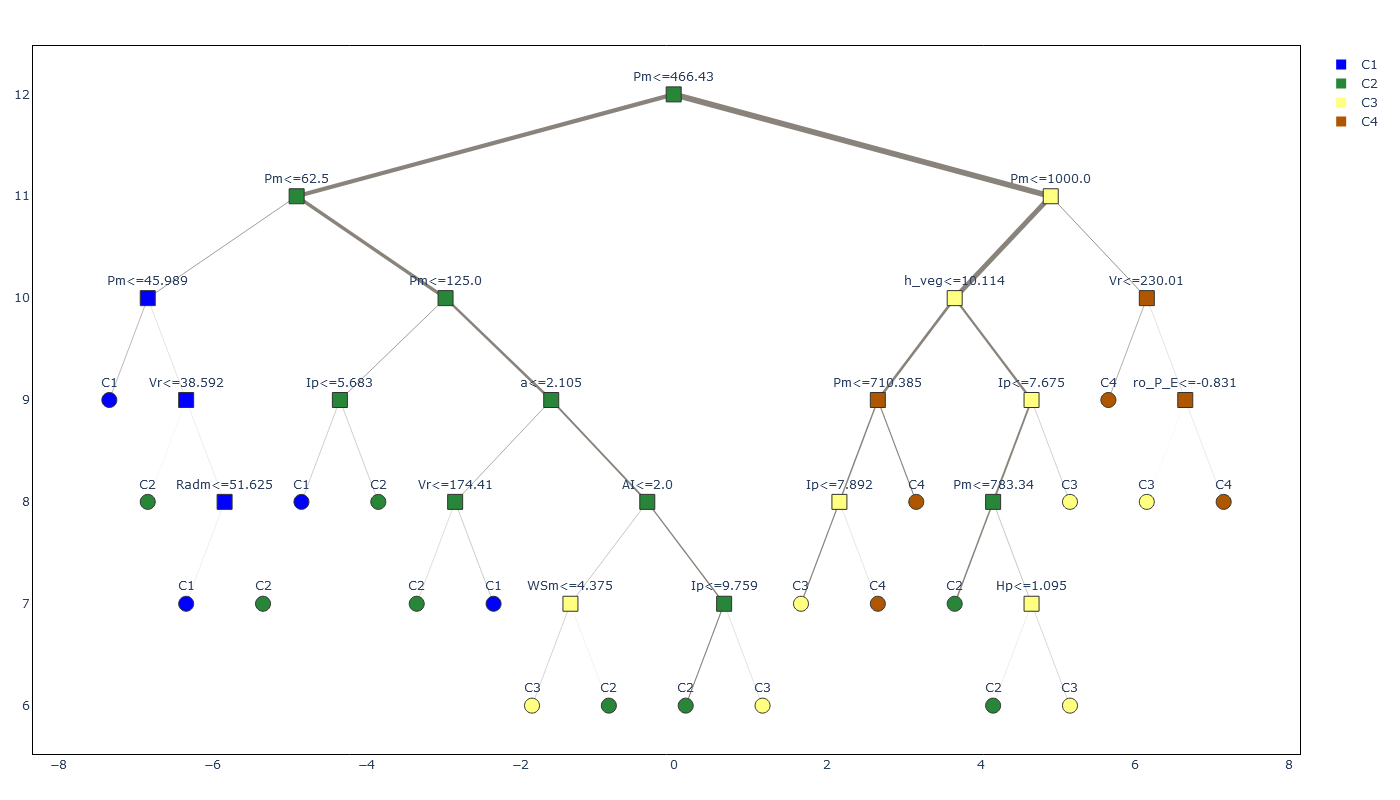 Pm<=466.43
C1
C2
C3
C4
12
Pm<=62.5
Pm<=1000.0
11
Pm<=45.989
Pm<=125.0
h_veg<=10.114
Vr<=230.01
10
C1
Vr<=38.592
Ip<=5.683
a<=2.105
Pm<=710.385
Ip<=7.675
C4
ro_P_E<=-0.831
9
C2
Radm<=51.625
C1
C2
Vr<=174.41
AI<=2.0
Ip<=7.892
C4
Pm<=783.34
C3
C3
C4
8
C1
C2
C2
C1
WSm<=4.375
Ip<=9.759
C3
C4
C2
Hp<=1.095
7
C3
C2
C2
C3
C2
C3
6
−8
−6
−4
−2
0
2
4
6
8